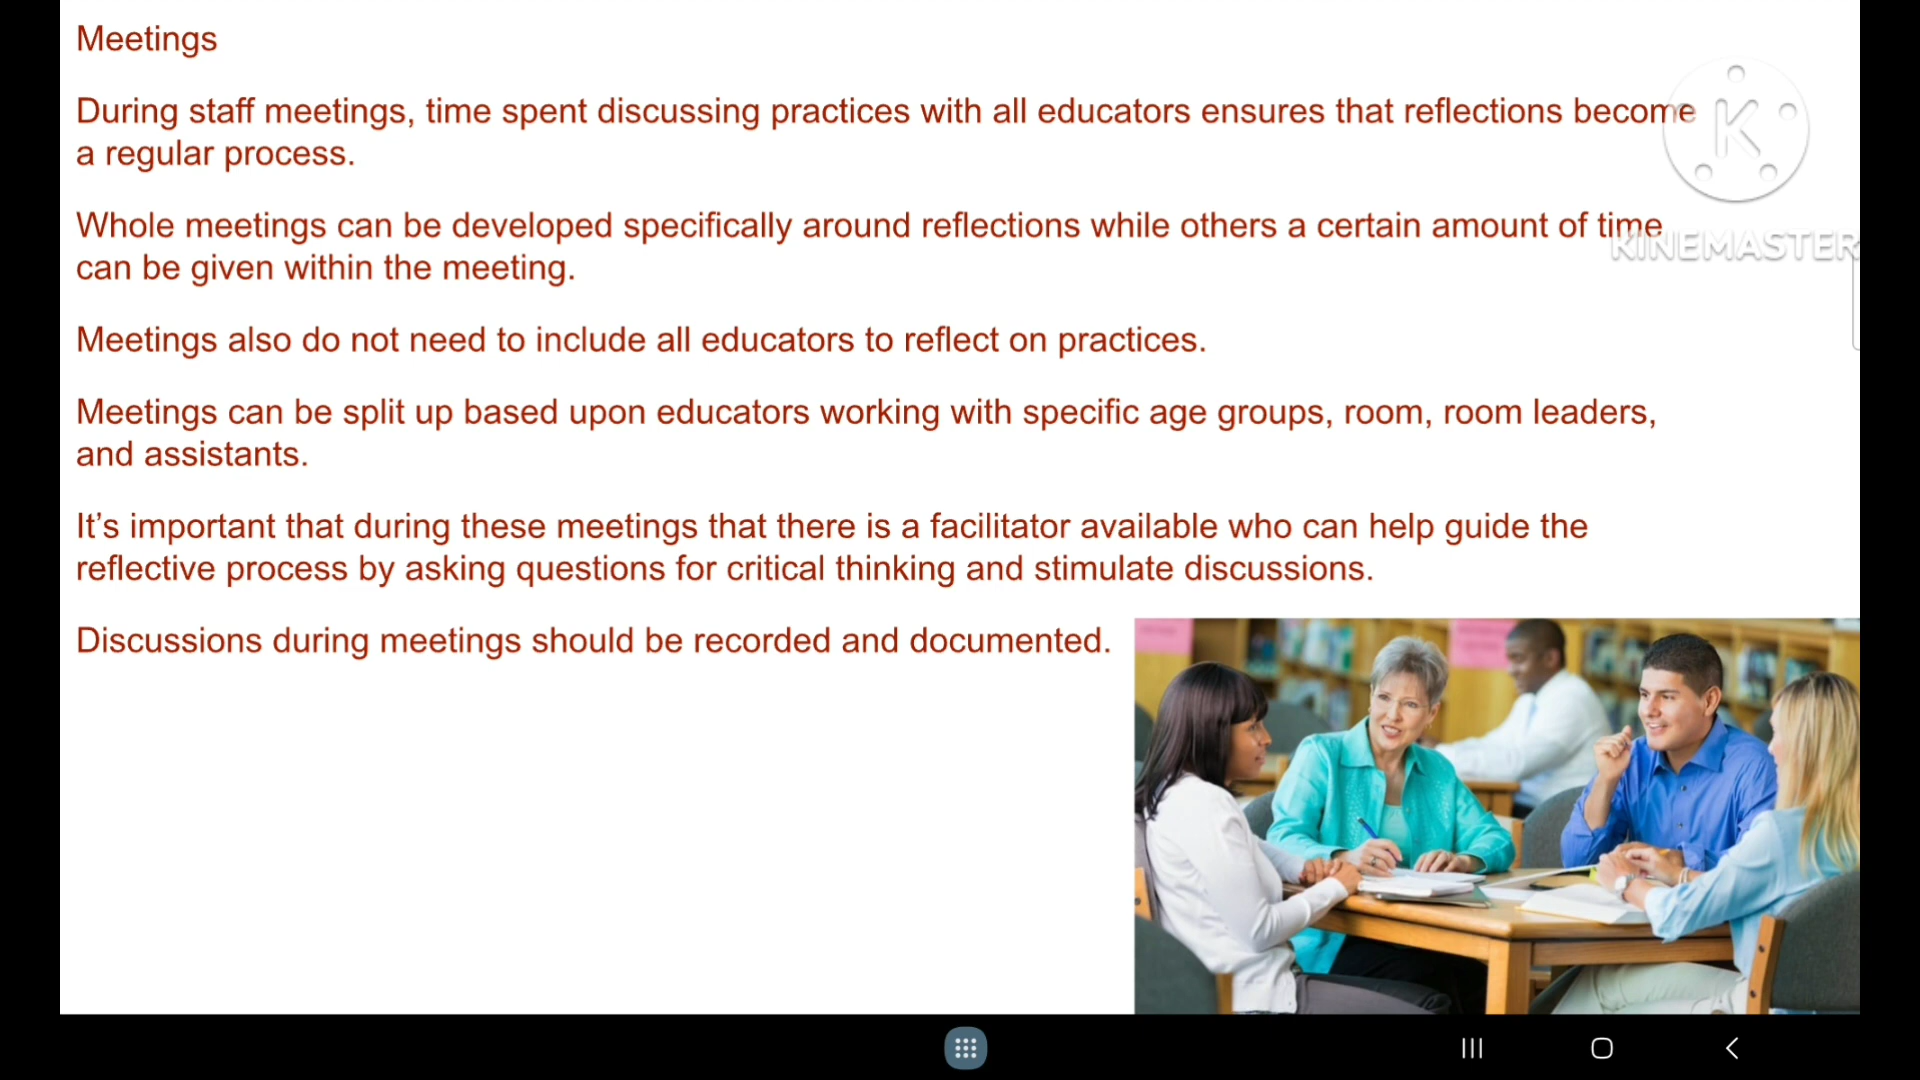 Meetings
During staff meetings, time spent discussing practices with all educators ensures that reflections become
a regular process.
Whole meetings can be developed specifically around reflections while others a certain amount of time
can be given within the meeting.
Meetings also do not need to include all educators to reflect on practices.
Meetings can be split up based upon educators working with specific age groups, room, room leaders,
and assistants.
It’s important that during these meetings that there is a facilitator available who can help guide the
reflective process by asking questions for critical thinking and stimulate discussions.
Discussions during meetings should be recorded and documented.
K
KINEMASTER